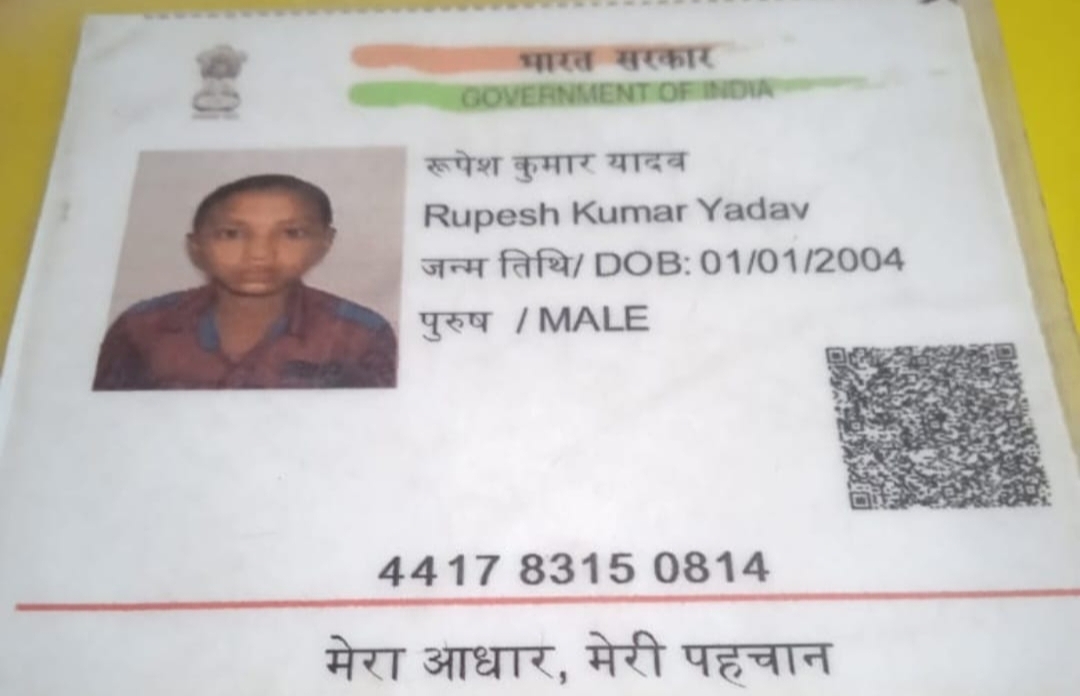 भारत सरकार
GOVERNMENT OF INDIA
रूपेश कुमार यादव
Rupesh Kumar Yadav
जन्म तिथि/ DOB: 01/01/2004
पुरुष / MALE
4417 8315 0814
मेरा आधार, मेरी पहचान